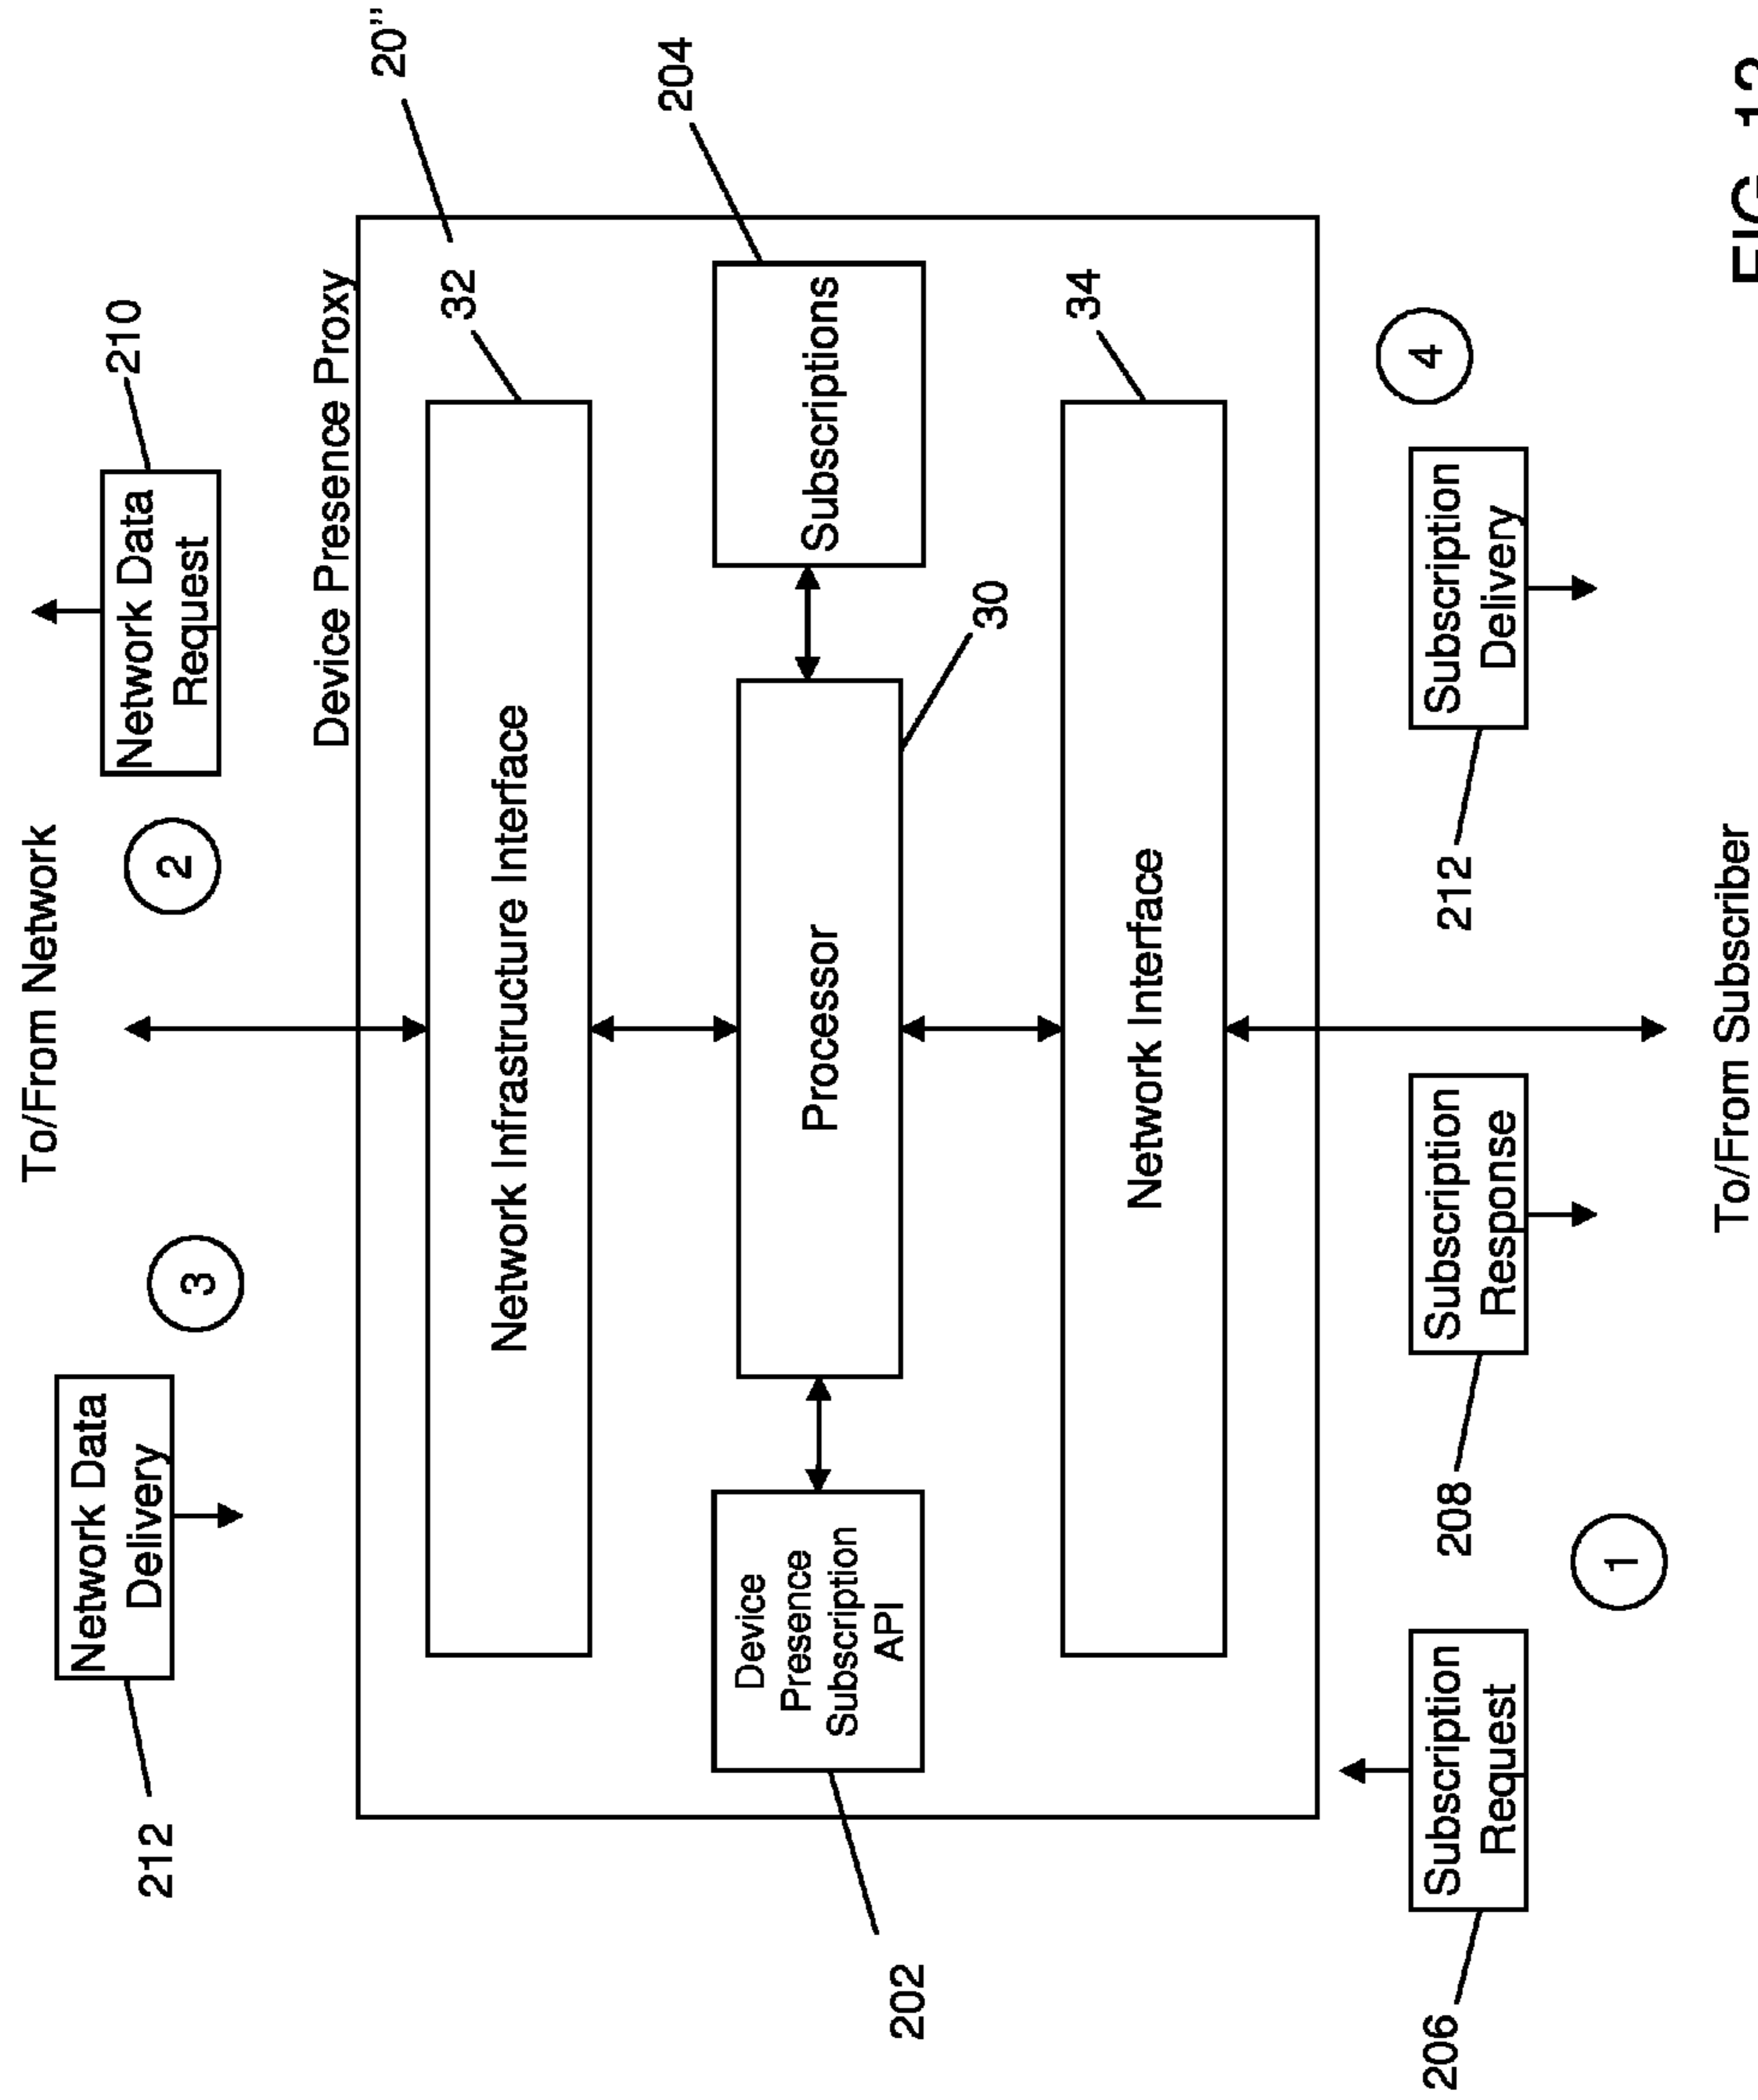 To/From Network
Network Data
Delivery
Network Data
Request
210
212
3
2
Device Presence Proxy
20"
32
Network Infrastructure Interface
204
Device
Presence
Subscription
API
Processor
Subscriptions
202
30
34
Network Interface
4
Subscription
Request
Subscription
Response
Subscription
Delivery
206
208
212
1
To/From Subscriber